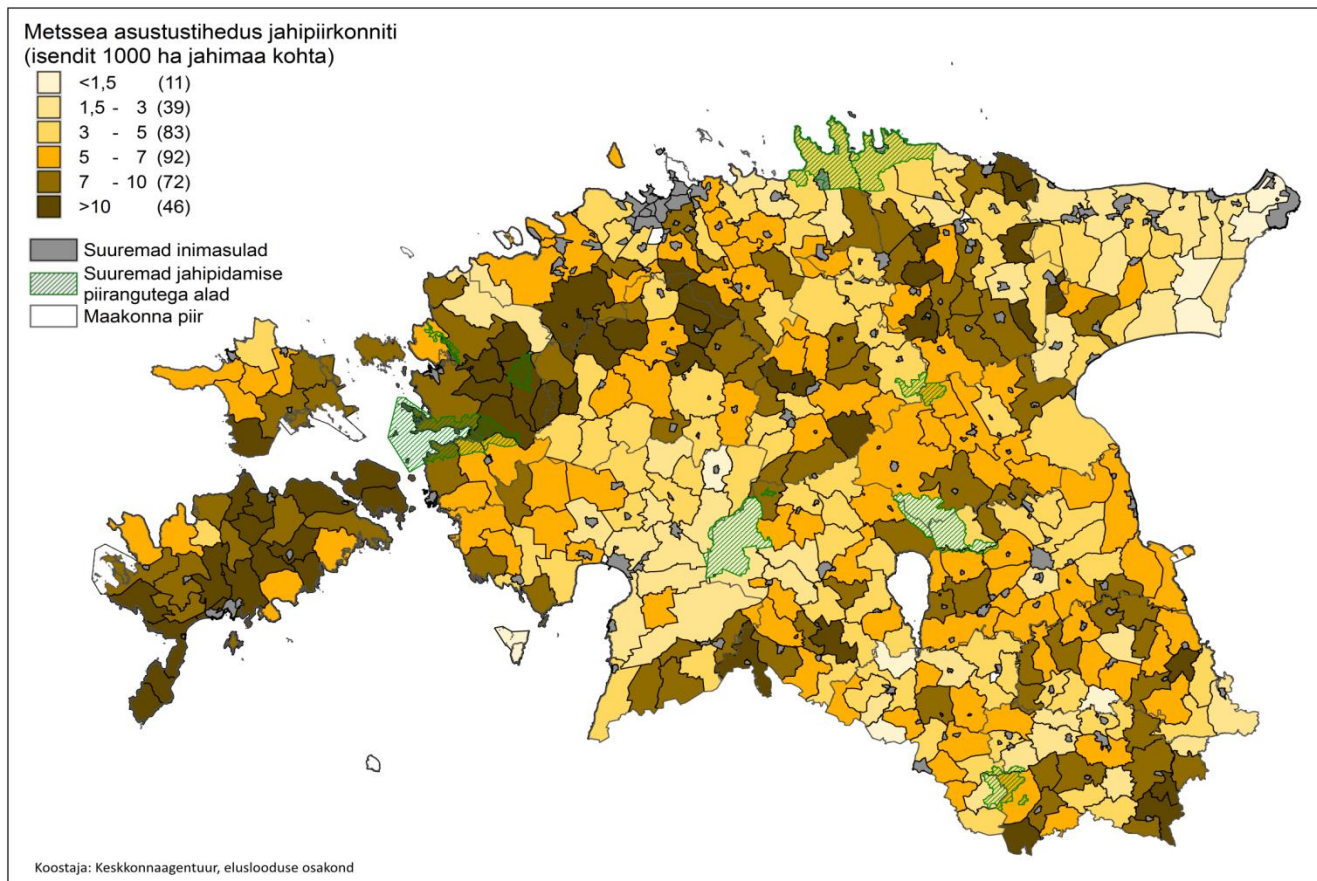 Metssea asustustihedus jahipiirkonniti
(isendit 1000 ha jahimaa kohta)
<1,5 (11)
1,5 - 3 (39)
3 - 5 (83)
5 - 7 (92)
7 - 10 (72)
>10 (46)
Suuremad inimasulad
Suuremad jahipidamise
piirangutega alad
Maakonna piir
Koostaja: Keskkonnaagentuur, eluslooduse osakond